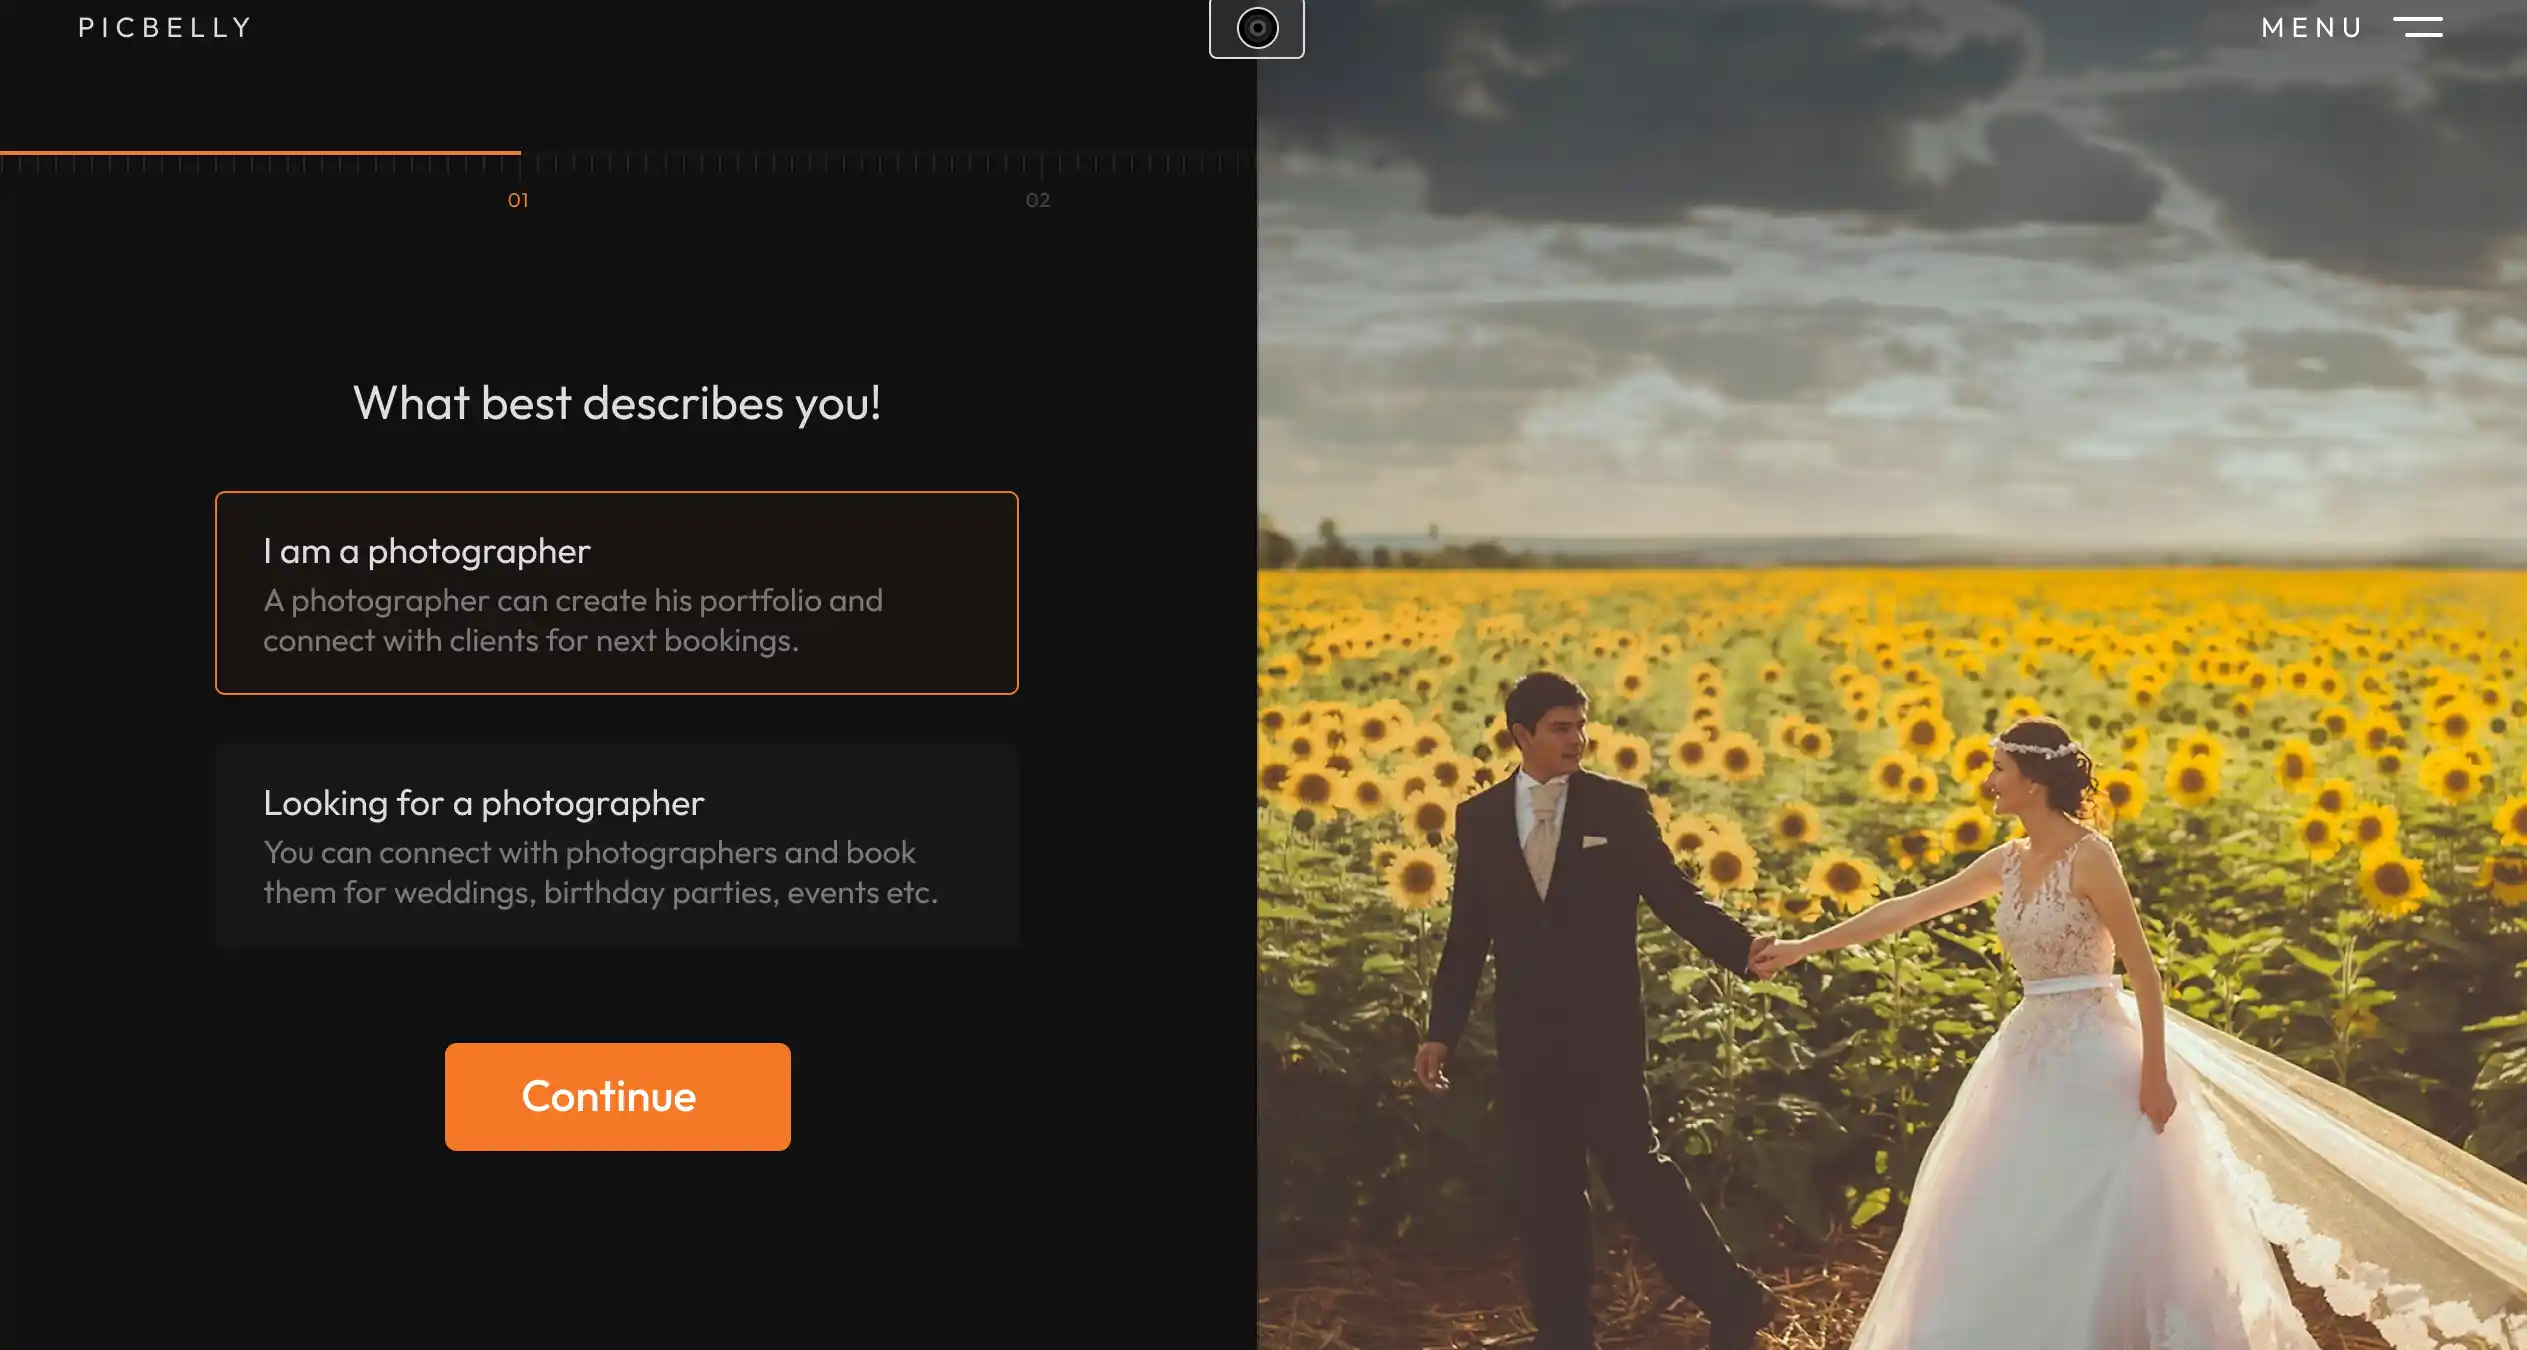 PICBELLY
MENU
01
02
What best describes you!
I am a photographer
A photographer can create his portfolio and
connect with clients for next bookings.
Looking for a photographer
You can connect with photographers and book
them for weddings, birthday parties, events etc.
Continue